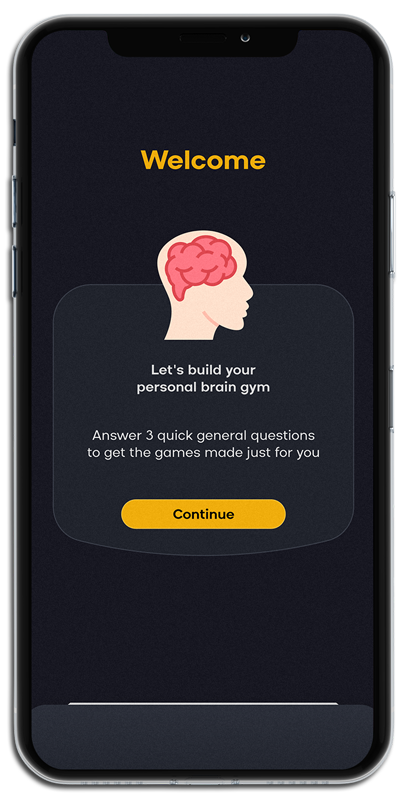 Welcome
Let's build your
personal brain gym
Answer 3 quick general questions
to get the games made just for you
Continue